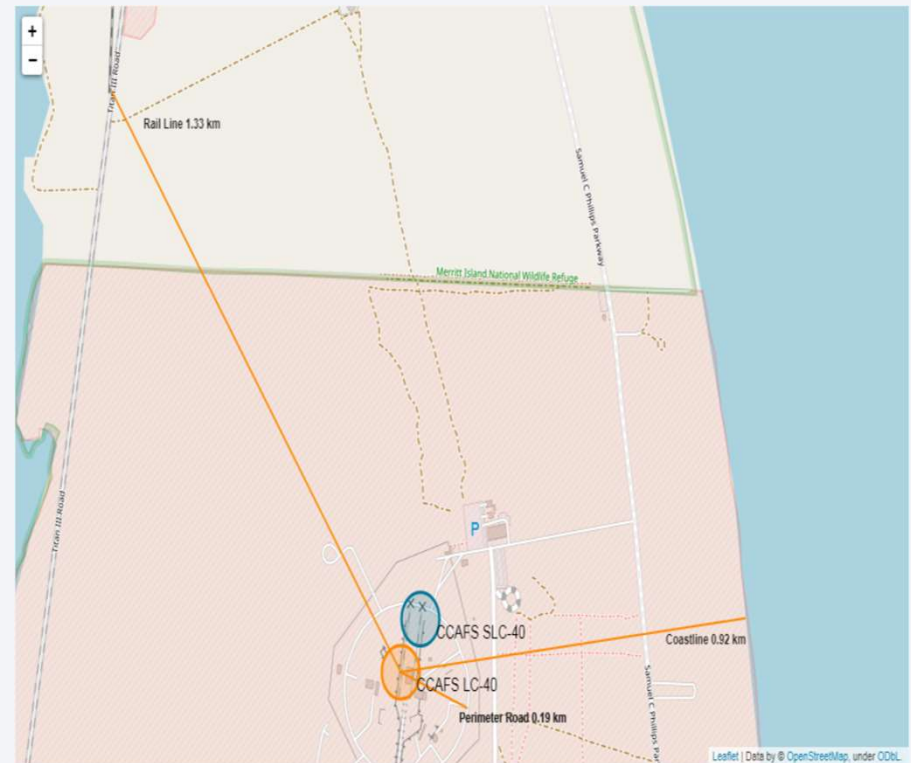 +
−
Titan III Road
Rail Line 1.33 km
Samuel C Phillips Parkway
Merritt Island National Wildlife Refuge
Titan III Road
P
CCAFS SLC-40
Coastline 0.92 km
CCAFS LC-40
Samuel C Phillips Par
Perimeter Road 0.19 km
Leaflet | Data by © OpenStreetMap, under ODbL.